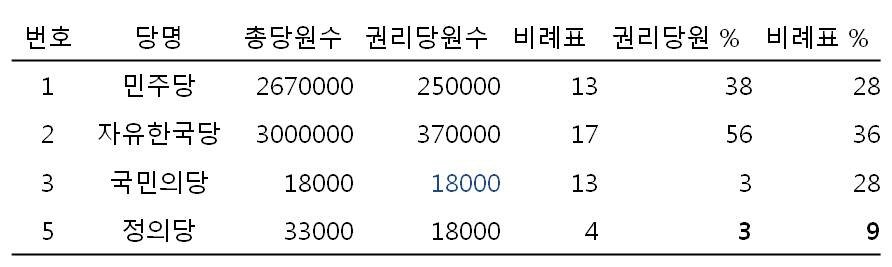 번호 당명 총당원수 권리당원수 비례표 권리당원 % 비례표 %
1 민주당 2670000 250000 13 38 28
2 자유한국당 3000000 370000 17 56 36
3 국민의당 18000 18000 13 3 28
5 정의당 33000 18000 4 3 9